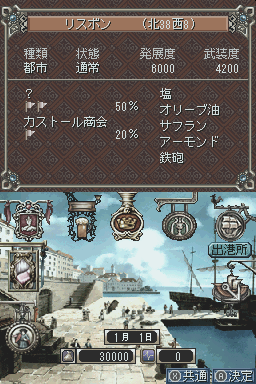 リスボン (北38西8)
種類 状態 発展度 武装度
都市 通常 6000 4200
? 塩
50% オリーブ油
カストール商会 サフラン
20% アーモンド
鉄砲
出港所
1月 1日
30000 0
Ⓧ共通 Ⓐ決定